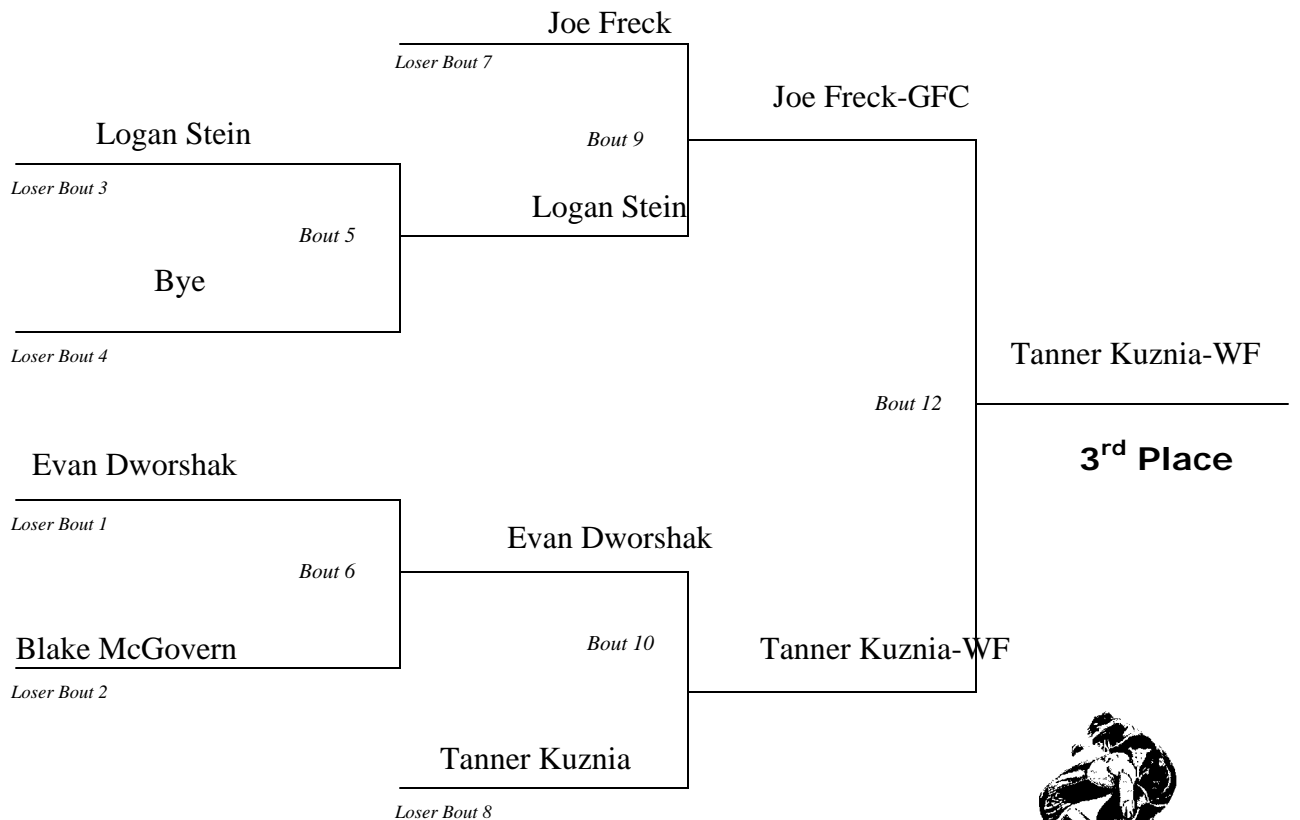 Joe Freck
Loser Bout 7
Joe Freck-GFC
Logan Stein
Bout 9
Loser Bout 3
Logan Stein
Bout 5
Bye
Loser Bout 4
Tanner Kuznia-WF
Bout 12
3rd Place
Evan Dworshak
Loser Bout 1
Evan Dworshak
Bout 6
Blake McGovern
Bout 10
Tanner Kuznia-WF
Loser Bout 2
Tanner Kuznia
Loser Bout 8